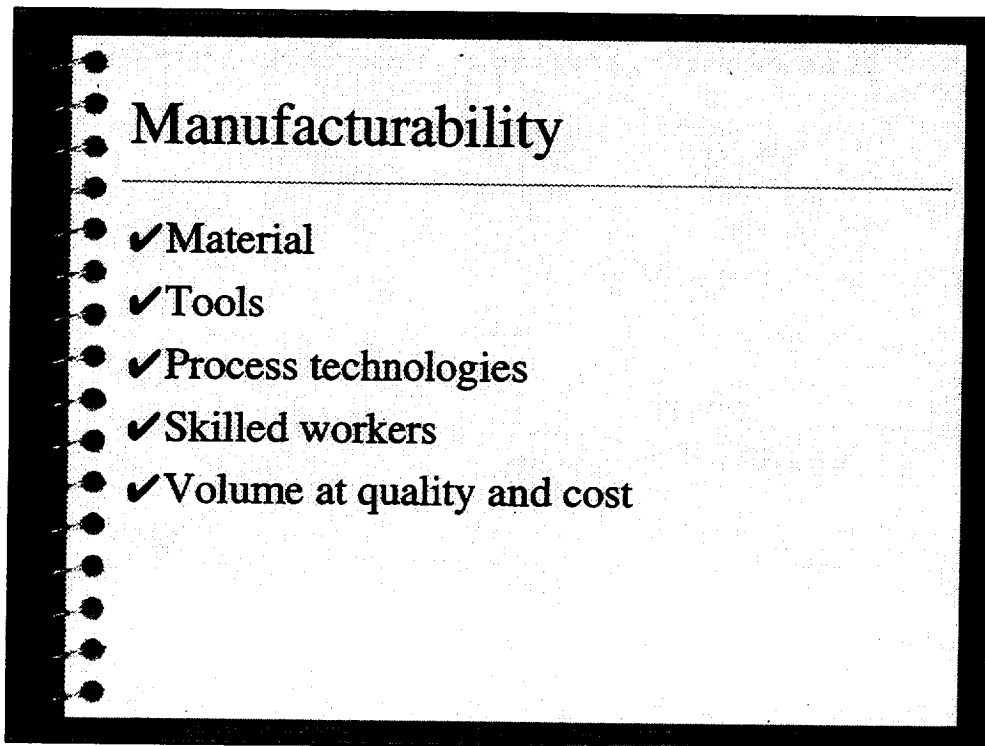 Manufacturability
✔Material
✔Tools
✔Process technologies
✔Skilled workers
✔Volume at quality and cost